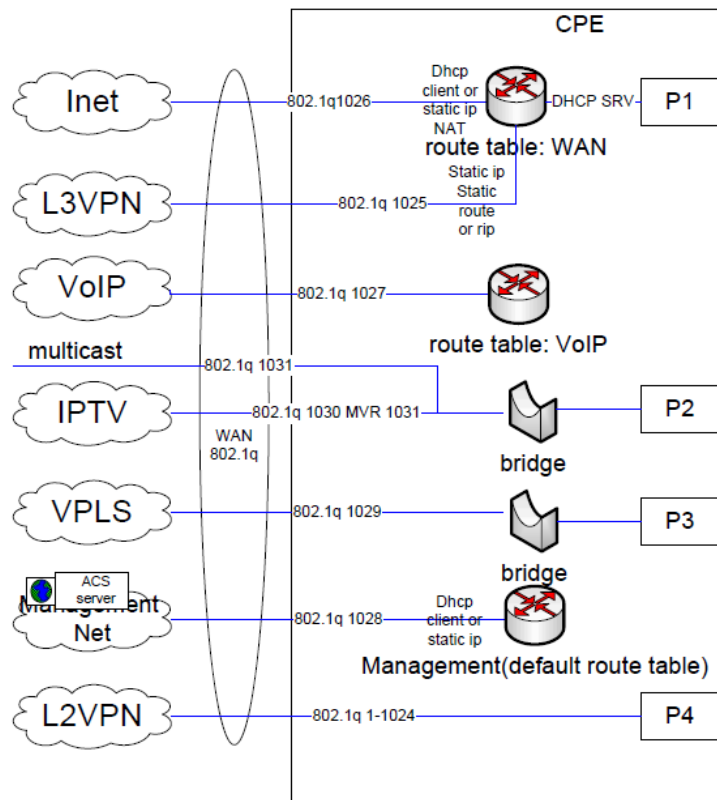 CPE
Inet
802.1q1026
Dhcp
client or
static ip
NAT
DHCP SRV
P1
route table: WAN
L3VPN
802.1q 1025
Static ip
Static
route
or rip
VoIP
802.1q 1027
route table: VoIP
multicast
802.1q 1031
IPTV
802.1q 1030 MVR 1031
P2
WAN
802.1q
bridge
VPLS
802.1q 1029
P3
bridge
ACS
server
Management
Net
802.1q 1028
Dhcp
client or
static ip
Management(default route table)
L2VPN
802.1q 1-1024
P4